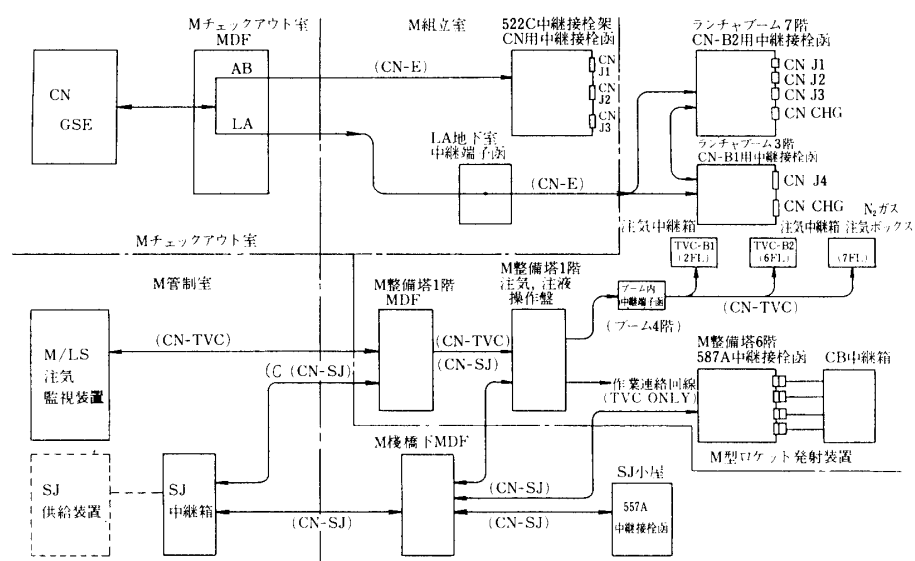 Mチェックアウト室
MDF
CN
GSE
AB
LA
(CN-E)
M組立室
522C中継接栓架
CN用中継接栓函
CN
J1
CN
J2
CN
J3
LA地下室
中継端子函
(CN-E)
ランチャブーム7階
CN-B2用中継接栓函
CN J1
CN J2
CN J3
CN CHG
ランチャブーム3階
CN-B1用中継接栓函
CN J4
CN CHG
Mチェックアウト室
注気中継箱
TVC-B1
(2FL)
注気中継箱
TVC-B2
(6FL)
N₂ガス
注気ボックス
(7FL)
(CN-TVC)
ブーム内
中継端子函
(ブーム4階)
M管制室
M/LS
注気
監視装置
(CN-TVC)
(CN-SJ)
M整備塔1階
MDF
(CN-TVC)
(CN-SJ)
M整備塔1階
注気,注液
操作盤
作業連絡回線
(TVC ONLY)
M整備塔6階
587A中継接栓函
CB中継箱
M型ロケット発射装置
SJ
供給装置
SJ
中継箱
(CN-SJ)
M桟橋下MDF
(CN-SJ)
(CN-SJ)
SJ小屋
557A
中継接栓函